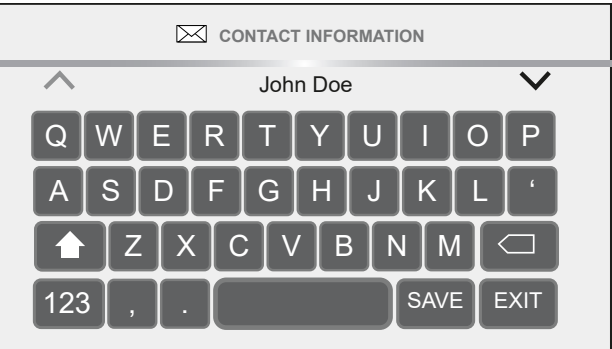 CONTACT INFORMATION
John Doe
Q W E R T Y U I O P
A S D F G H J K L ‘
Z X C V B N M
123 , . SAVE EXIT